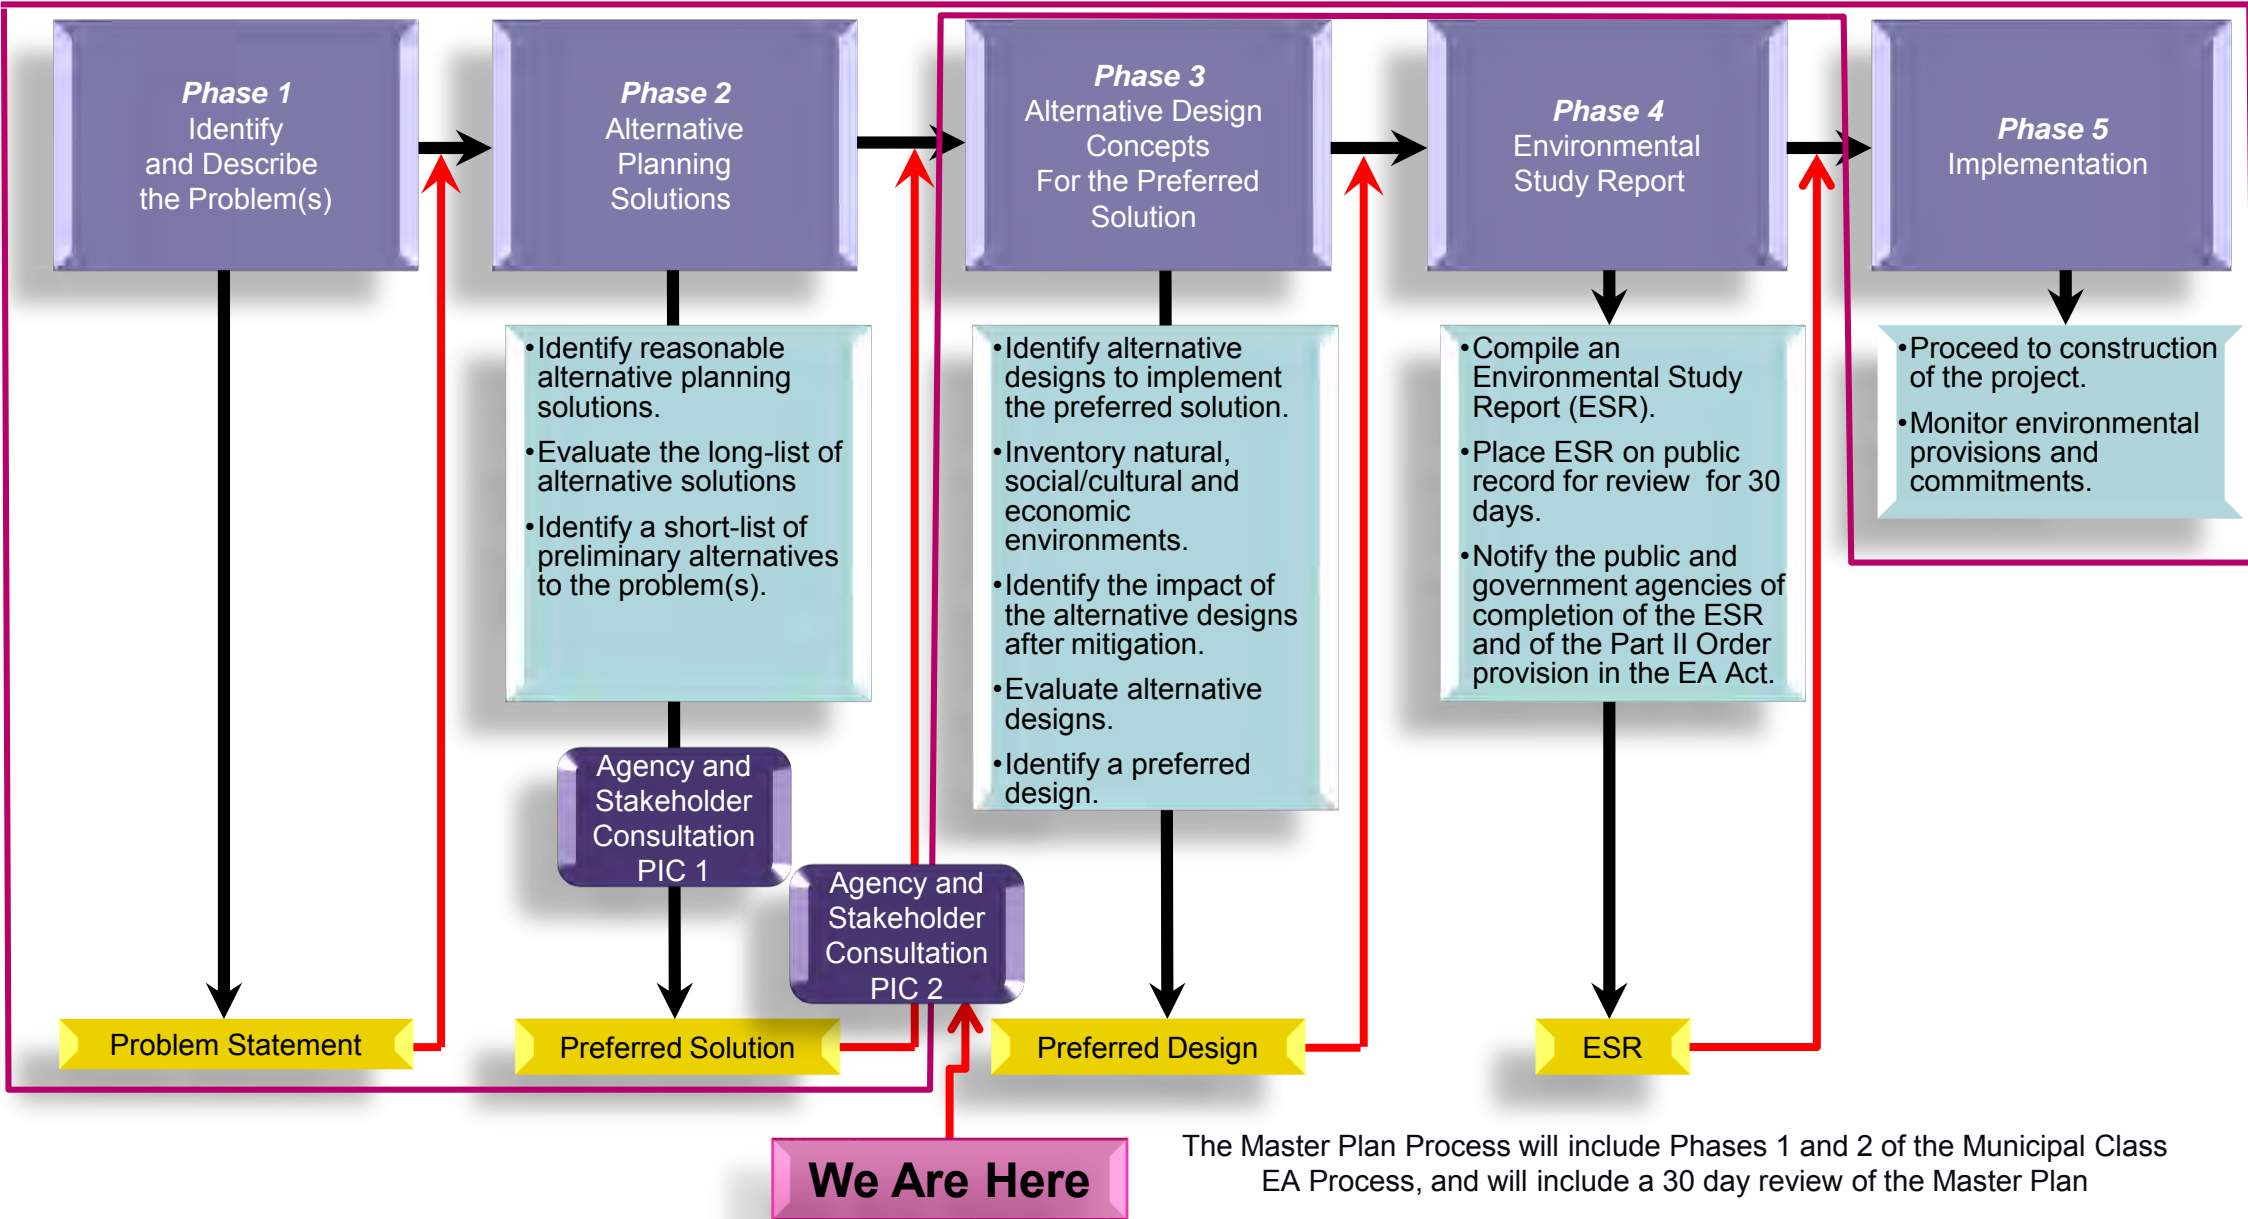 Phase 1
Identify
and Describe
the Problem(s)
Phase 2
Alternative
Planning
Solutions
Phase 3
Alternative Design
Concepts
For the Preferred
Solution
Phase 4
Environmental
Study Report
Phase 5
Implementation
•Identify reasonable
alternative planning
solutions.
•Evaluate the long-list of
alternative solutions
•Identify a short-list of
preliminary alternatives
to the problem(s).
•Identify alternative
designs to implement
the preferred solution.
•Inventory natural,
social/cultural and
economic
environments.
•Identify the impact of
the alternative designs
after mitigation.
•Evaluate alternative
designs.
•Identify a preferred
design.
•Compile an
Environmental Study
Report (ESR).
•Place ESR on public
record for review for 30
days.
•Notify the public and
government agencies of
completion of the ESR
and of the Part II Order
provision in the EA Act.
•Proceed to construction
of the project.
•Monitor environmental
provisions and
commitments.
Agency and
Stakeholder
Consultation
PIC 1
Agency and
Stakeholder
Consultation
PIC 2
Problem Statement
Preferred Solution
Preferred Design
ESR
We Are Here
The Master Plan Process will include Phases 1 and 2 of the Municipal Class
EA Process, and will include a 30 day review of the Master Plan